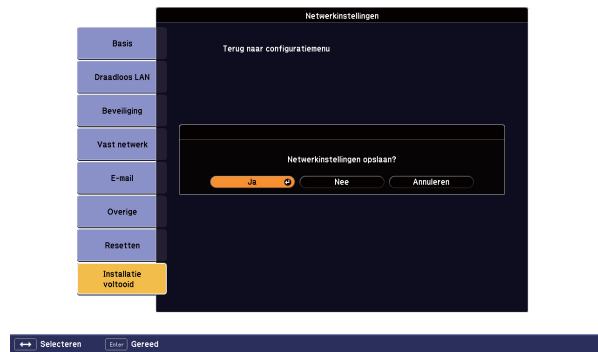 Netwerkinstellingen
Basis
Terug naar configuratiemenu
Draadloos LAN
Beveiliging
Vast netwerk
E-mail
Overige
Resetten
Installatie
voltooid
Netwerkinstellingen opslaan?
Ja
Nee
Annuleren
Selecteren
Enter Gereed